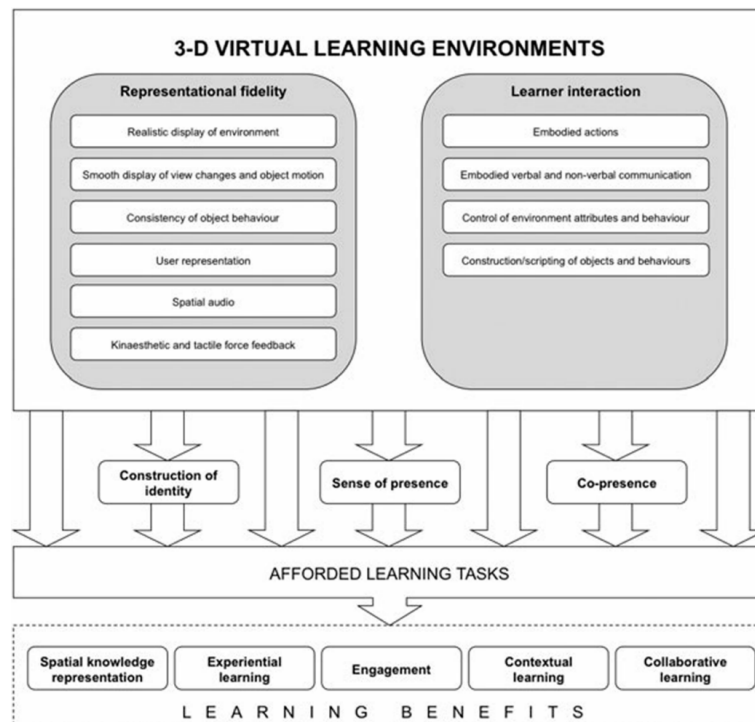 3-D VIRTUAL LEARNING ENVIRONMENTS
Representational fidelity
Realistic display of environment
Smooth display of view changes and object motion
Consistency of object behaviour
User representation
Spatial audio
Kinaesthetic and tactile force feedback
Learner interaction
Embodied actions
Embodied verbal and non-verbal communication
Control of environment attributes and behaviour
Construction/scripting of objects and behaviours
Construction of
identity
Sense of presence
Co-presence
AFFORDED LEARNING TASKS
Spatial knowledge
representation
Experiential
learning
Engagement
Contextual
learning
Collaborative
learning
LEARNING BENEFITS